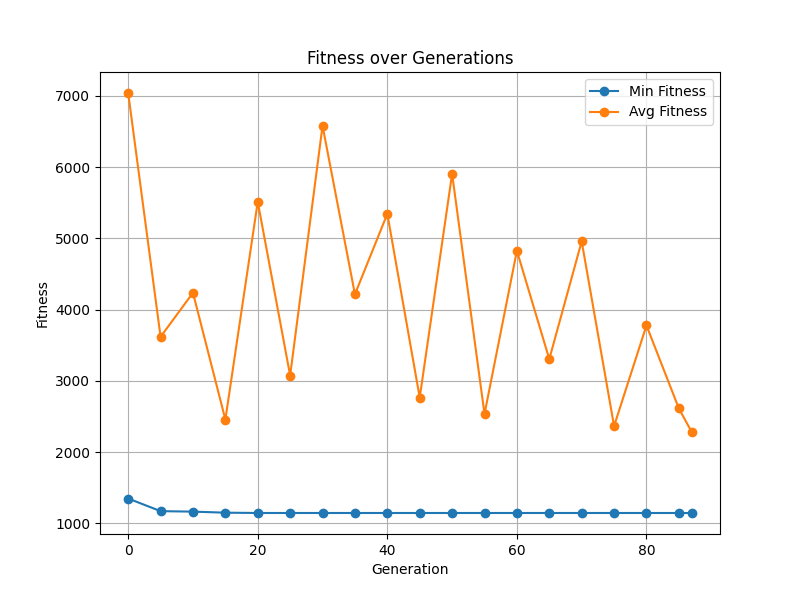 Fitness over Generations
Min Fitness
Avg Fitness
7000
6000
5000
4000
3000
2000
1000
Fitness
0 20 40 60 80
Generation